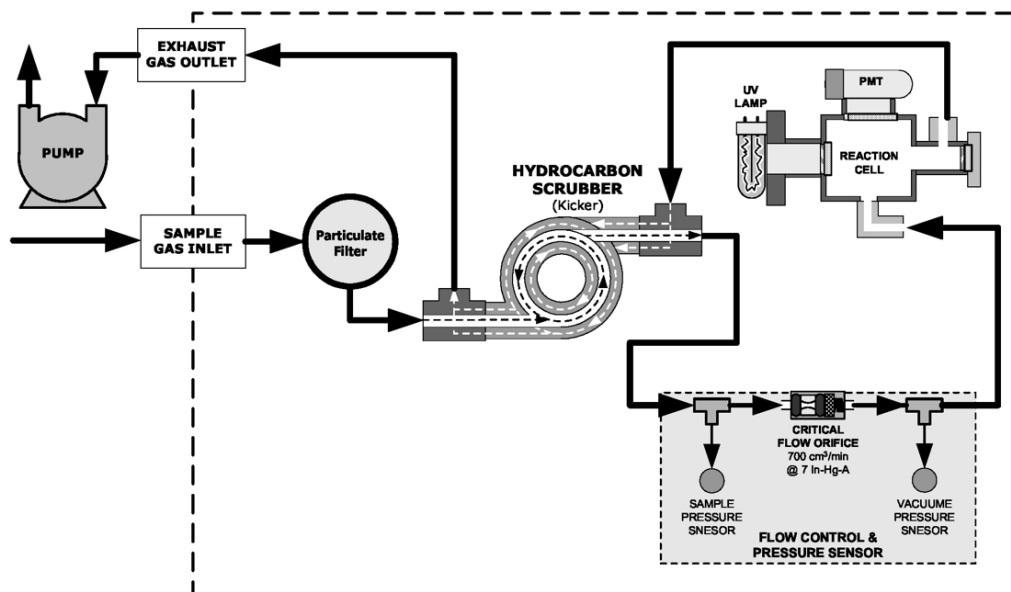 EXHAUST
GAS OUTLET
PUMP
SAMPLE
GAS INLET
Particulate
Filter
HYDROCARBON
SCRUBBER
(Kicker)
UV
LAMP
PMT
REACTION
CELL
CRITICAL
FLOW ORIFICE
700 cm³/min
@ 7 In-Hg-A
SAMPLE
PRESSURE
SNESOR
VACUUME
PRESSURE
SNESOR
FLOW CONTROL &
PRESSURE SENSOR